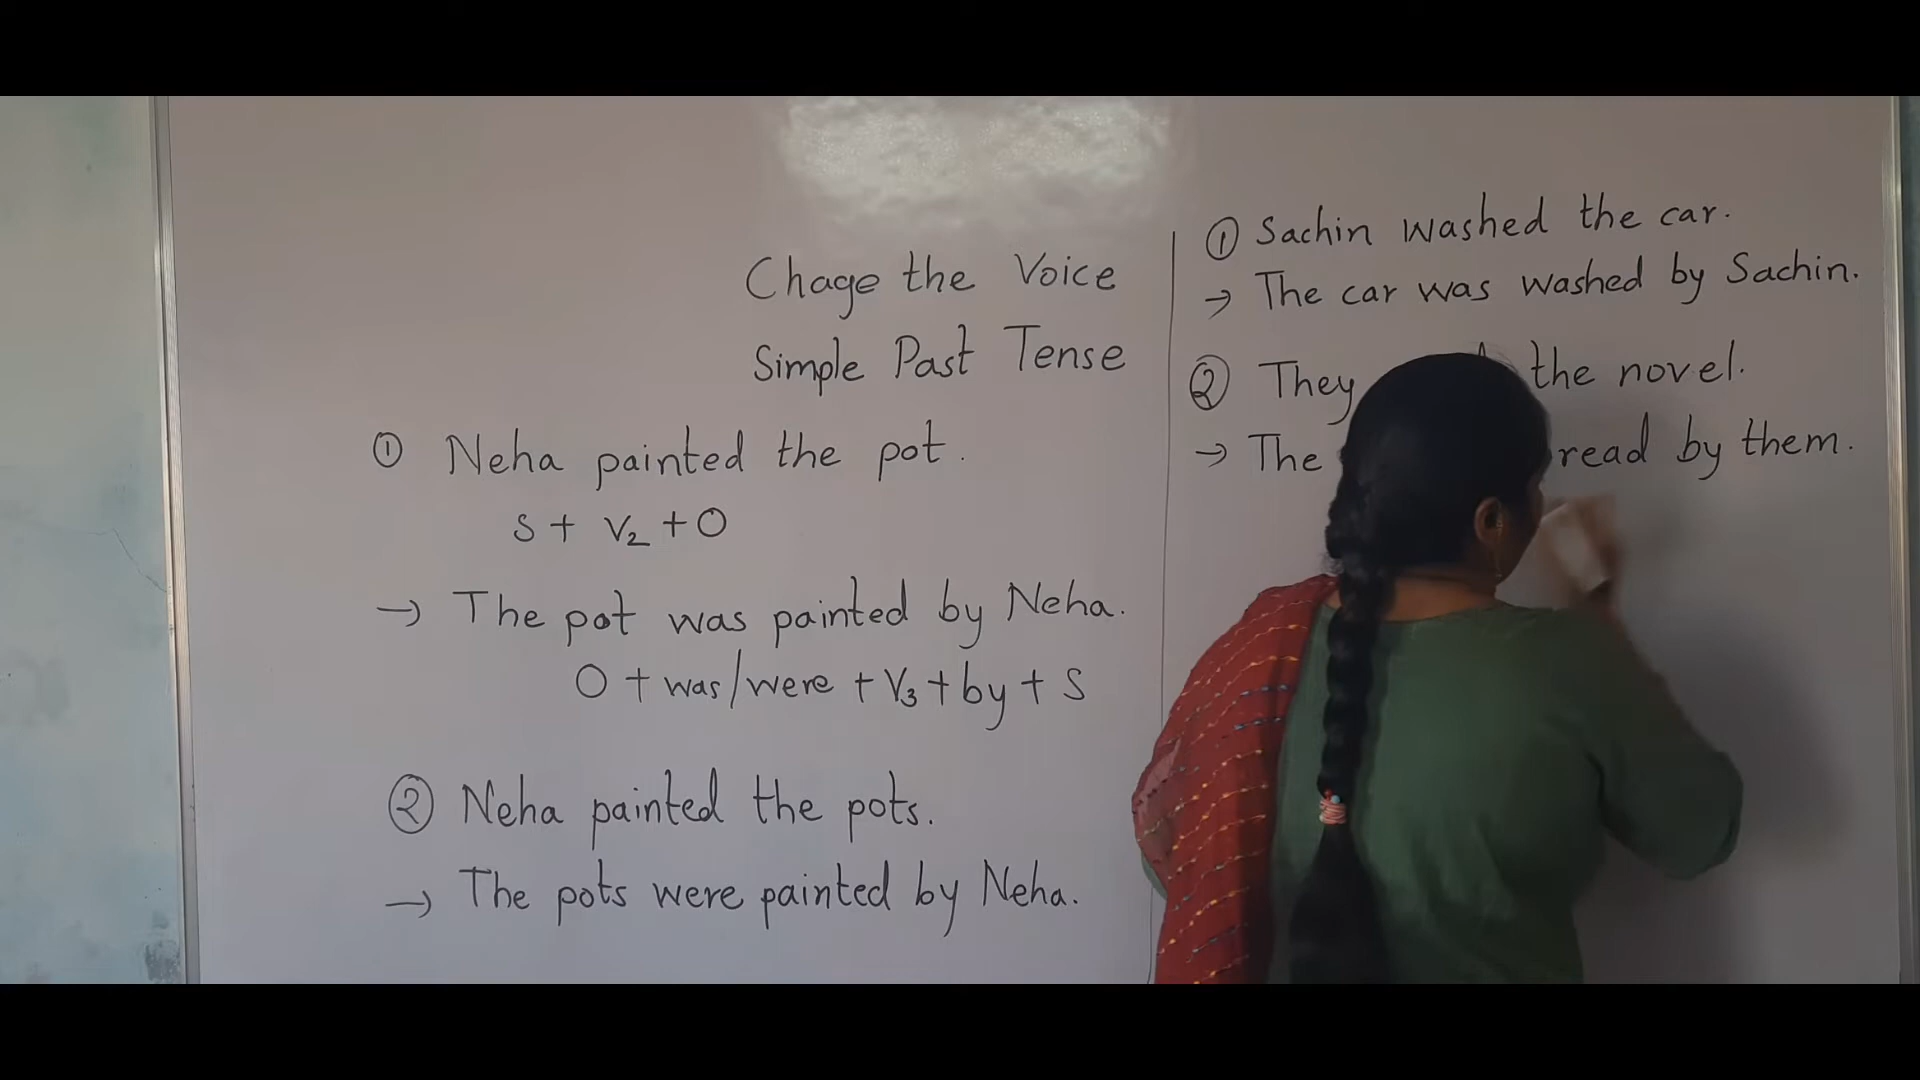 Chage the Voice
Simple Past Tense
① Neha painted the pot.
S + V₂ + O
→ The pot was painted by Neha.
O + was/were + V₃ + by + S
② Neha painted the pots.
→ The pots were painted by Neha.
① Sachin washed the car.
→ The car was washed by Sachin.
② They the novel.
→ The read by them.